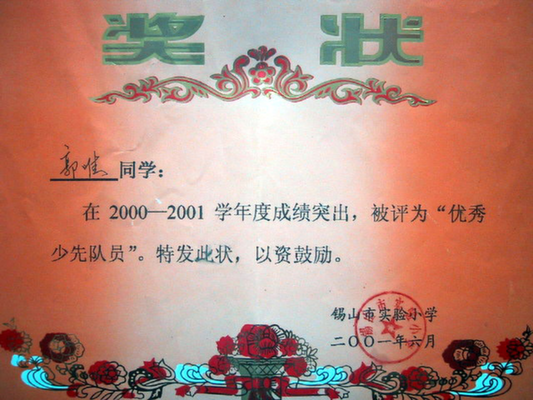 奖状
郭 同学：
在 2000—2001 学年度成绩突出，被评为“优秀
少先队员”。特发此状，以资鼓励。
锡山市实验小学
二〇〇一年六月